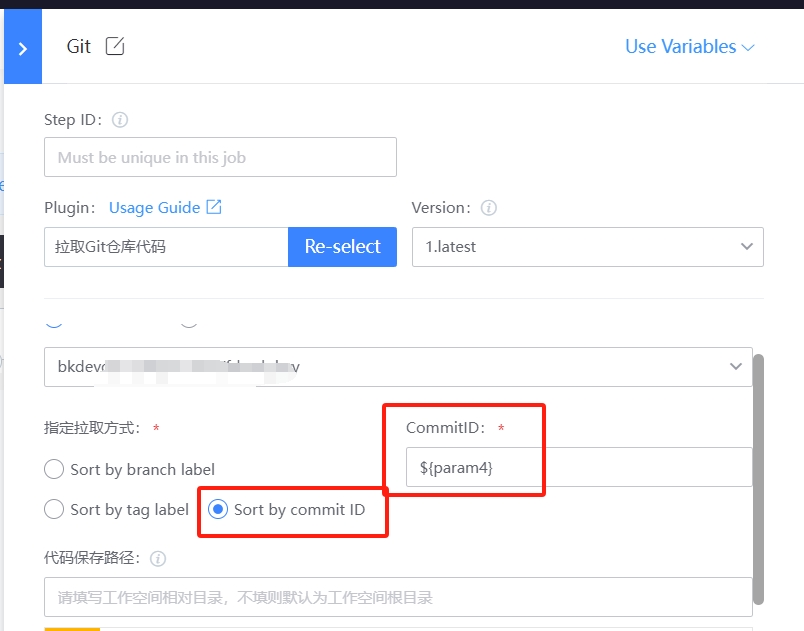 Git
Use Variables
Step ID:
Must be unique in this job
Plugin: Usage Guide
Version:
拉取Git仓库代码
Re-select
1.latest
指定拉取方式: *
CommitID: *
Sort by branch label
${param4}
Sort by tag label
Sort by commit ID
代码保存路径:
请填写工作空间相对目录，不填则默认为工作空间根目录